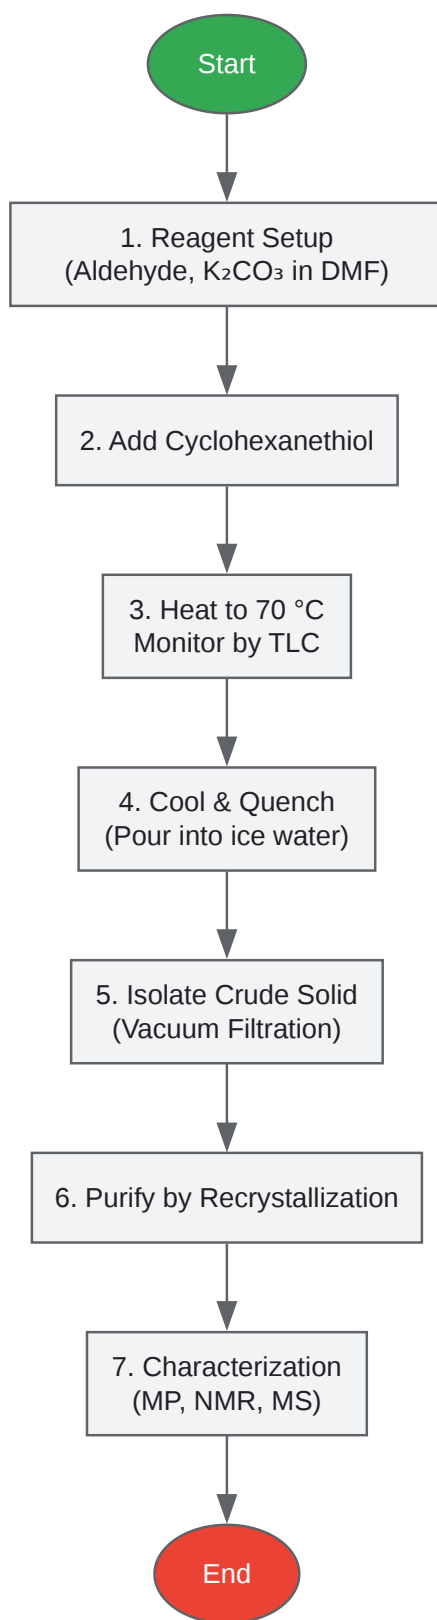 Start
1. Reagent Setup
(Aldehyde, K₂CO₃ in DMF)
2. Add Cyclohexanethiol
3. Heat to 70 °C
Monitor by TLC
4. Cool & Quench
(Pour into ice water)
5. Isolate Crude Solid
(Vacuum Filtration)
6. Purify by Recrystallization
7. Characterization
(MP, NMR, MS)
End